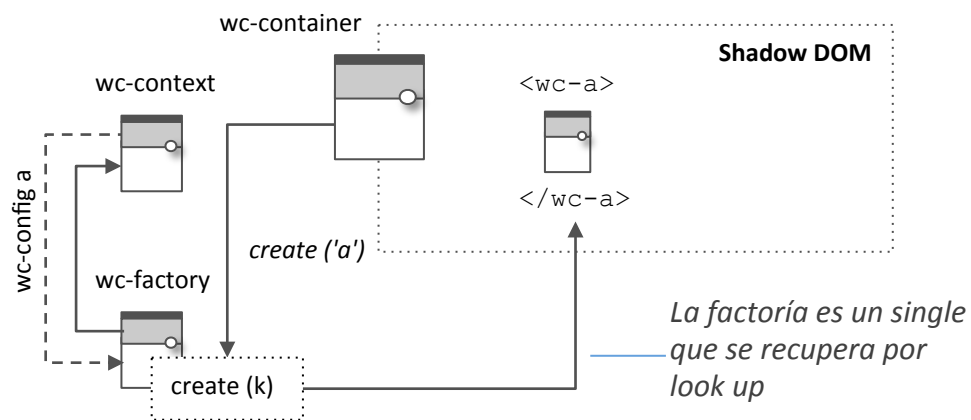 wc-container
Shadow DOM
wc-context
<wc-a>
</wc-a>
wc-config a
create ('a')
wc-factory
create (k)
La factoría es un single
que se recupera por
look up